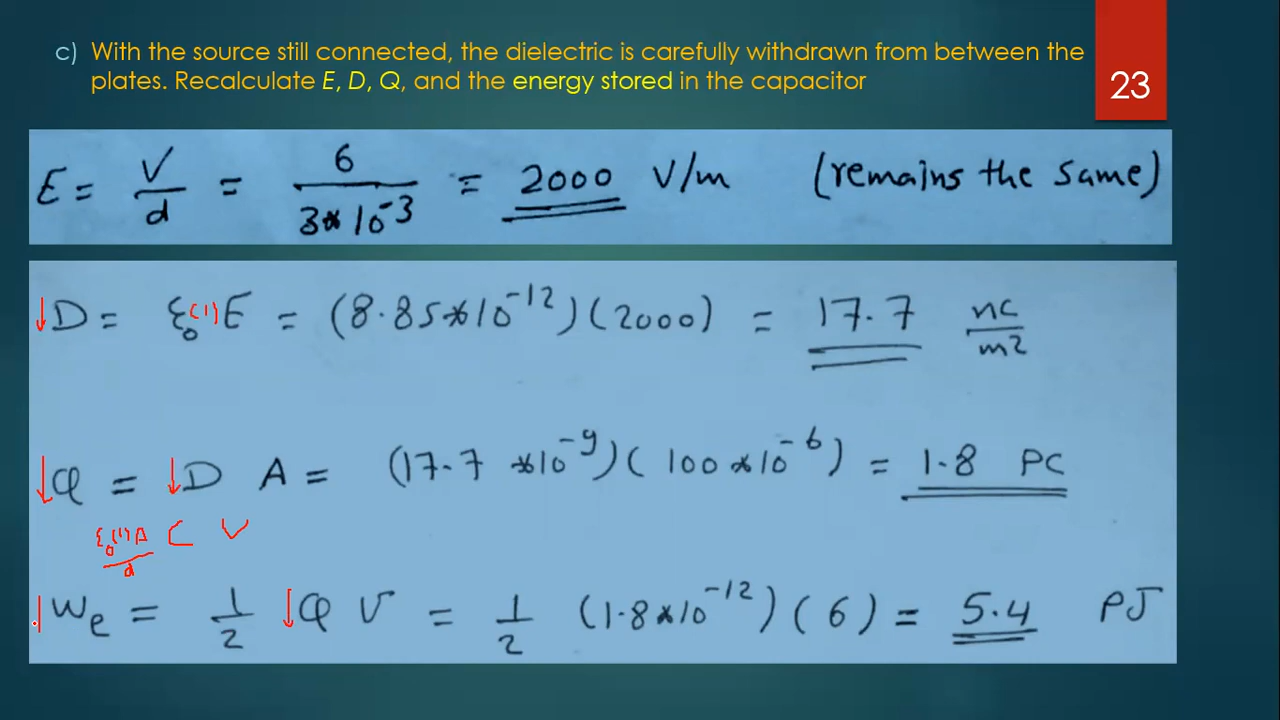 c) With the source still connected, the dielectric is carefully withdrawn from between the
plates. Recalculate E, D, Q, and the energy stored in the capacitor
23
E = V/d = 6/(3*10^-3) = 2000 V/m (remains the same)
↓D = ε₀(1)E = (8.85*10^-12)(2000) = 17.7 nc/m2
↓Q = ↓D A = (17.7 *10^-9)(100*10^-6) = 1.8 PC
ε₀(1)A/d C V
↓We = 1/2 ↓Q V = 1/2 (1.8*10^-12)(6) = 5.4 PJ